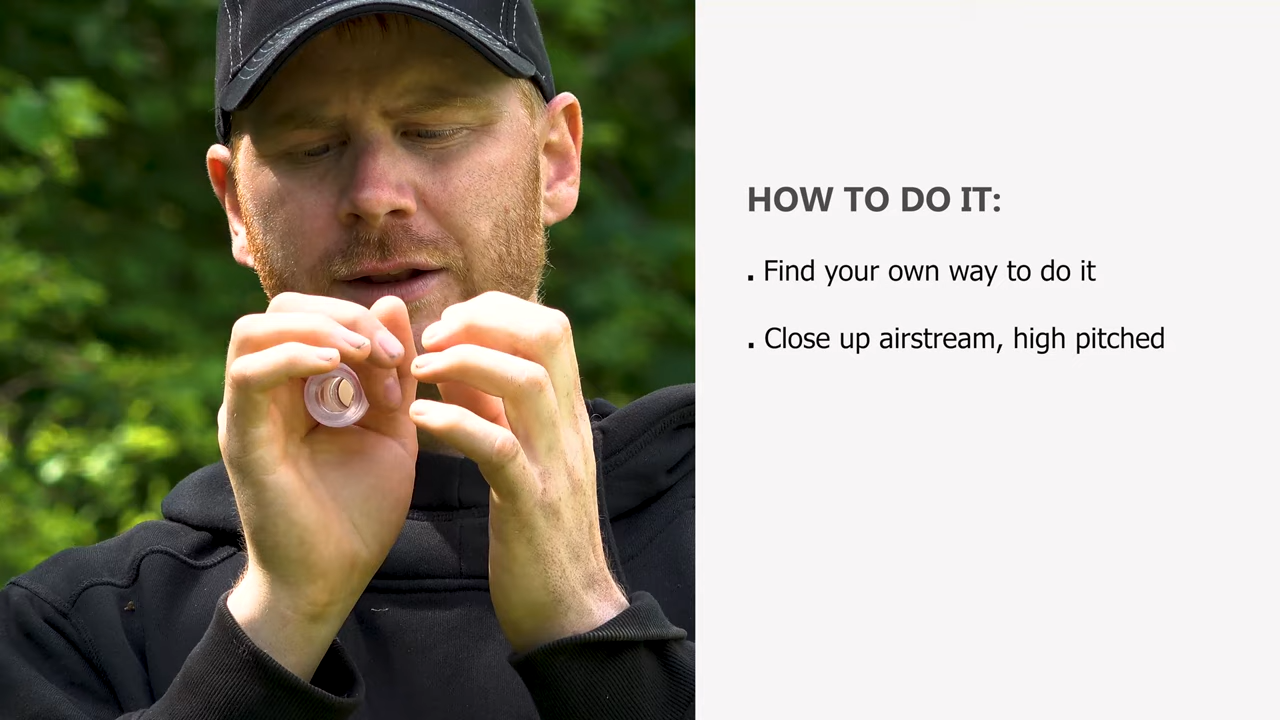 HOW TO DO IT:
. Find your own way to do it
. Close up airstream, high pitched